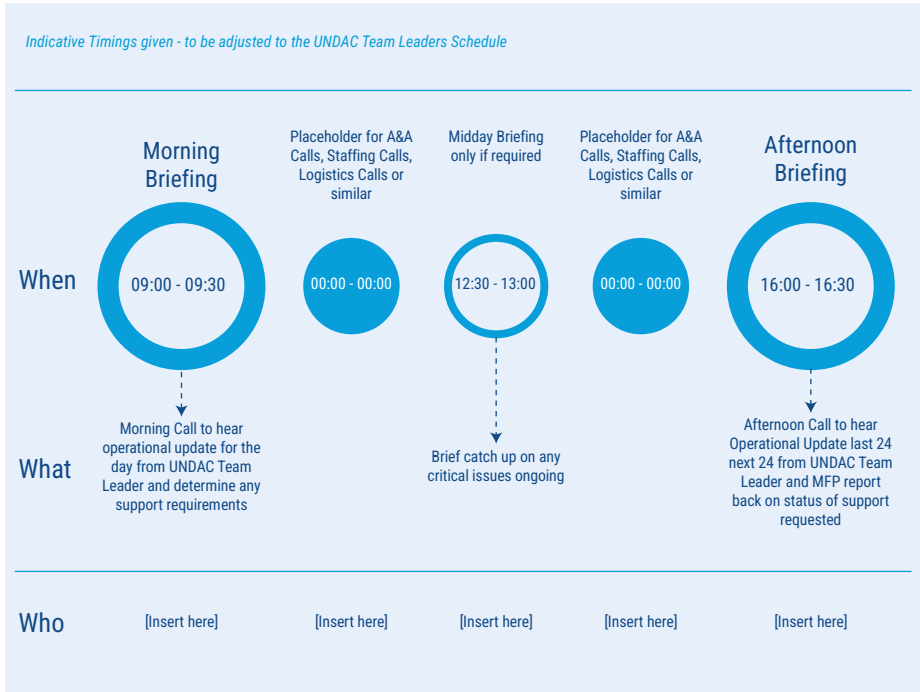 Indicative Timings given - to be adjusted to the UNDAC Team Leaders Schedule
Morning
Briefing
Placeholder for A&A
Calls, Staffing Calls,
Logistics Calls or
similar
Midday Briefing
only if required
Placeholder for A&A
Calls, Staffing Calls,
Logistics Calls or
similar
Afternoon
Briefing
When
09:00 - 09:30
00:00 - 00:00
12:30 - 13:00
00:00 - 00:00
16:00 - 16:30
What
Morning Call to hear
operational update for the
day from UNDAC Team
Leader and determine any
support requirements
Brief catch up on any
critical issues ongoing
Afternoon Call to hear
Operational Update last 24
next 24 from UNDAC Team
Leader and MFP report
back on status of support
requested
Who
[Insert here]
[Insert here]
[Insert here]
[Insert here]
[Insert here]